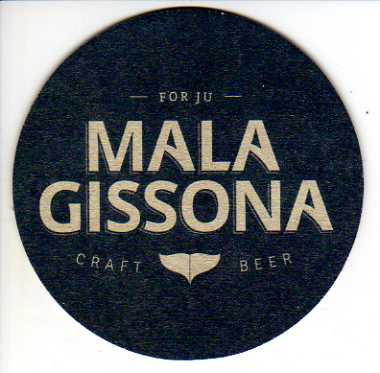 FOR JU
MALA
GISSONA
CRAFT BEER